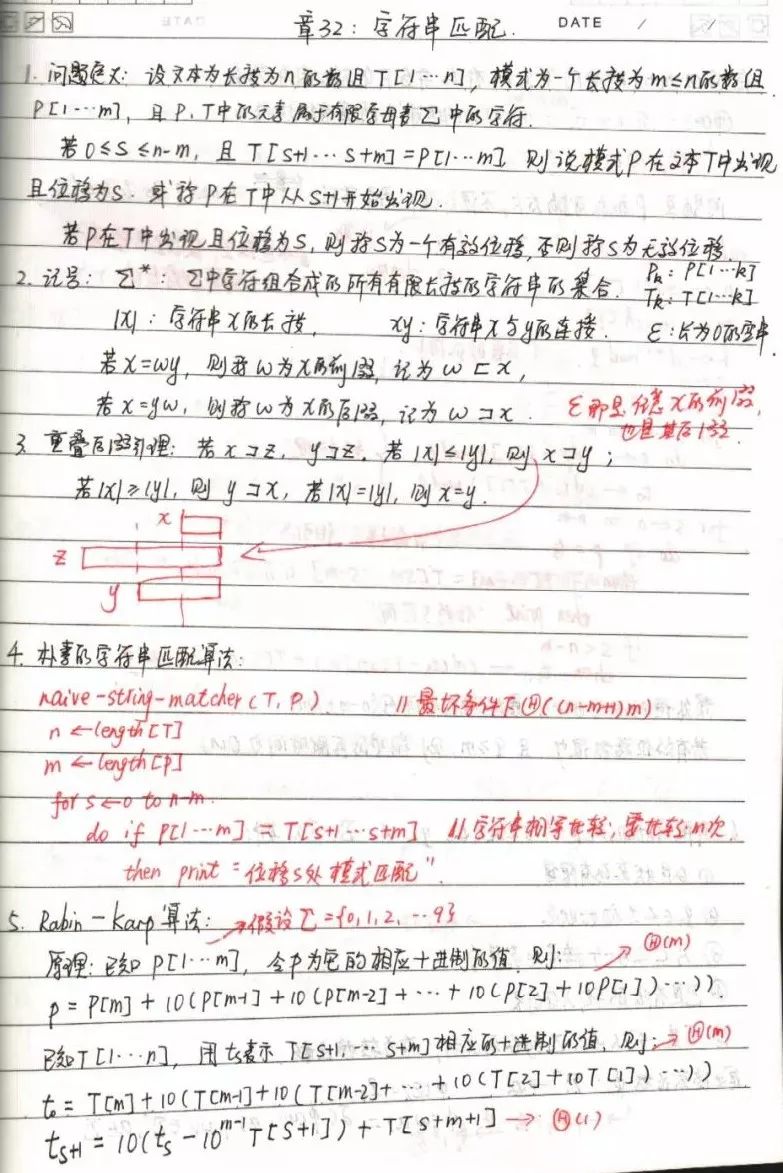 章32：字符串匹配.
DATE / /
1. 问题定义：设文本为长度为n的数组T[1…n]，模式为一个长度为m≤n的数组
P[1…m]，且P、T中的元素属于有限字母表Σ中的字符.
若0≤S≤n-m，且T[S+1…S+m]=P[1…m] 则说模式P在文本T中出现
且位移为S. 或称P在T中从S+1开始出现.
若P在T中出现且位移为S，则称S为一个有效位移，否则称S为无效位移.
2. 记号：Σ*：Σ中字符组合成的所有有限长度的字符串的集合. Pk：P[1…k]
Tk：T[1…k]
|X|：字符串X的长度， xy：字符串x与y的连接. ε：长为0的空串.
若x=wy，则称w为x的前缀，记为w⊏x，
若x=yw，则称w为x的后缀，记为w⊐x. ε即是任意x的前缀，
也是其后缀.
3. 重叠后缀引理：若x⊐z，y⊐z，若|x|≤|y|，则x⊐y；
若|x|≥|y|，则y⊐x，若|x|=|y|，则x=y.
x
z
y
4. 朴素的字符串匹配算法：
naive-string-matcher(T, P) //最坏条件下Θ((n-m+1)m)
n←length[T]
m←length[P]
for s←0 to n-m
do if P[1…m] = T[s+1…s+m] //字符串相等比较，需比较m次
then print "位移s处模式匹配".
5. Rabin-Karp算法：→假设Σ={0,1,2,…9}
原理：已知P[1…m]，令p为它的相应十进制的值，则：→Θ(m)
p = P[m] + 10(P[m-1] + 10(P[m-2] + … + 10(P[2] + 10P[1])…)).
已知T[1…n]，用ts表示T[s+1,…s+m]相应的十进制的值，则：→Θ(m)
t0 = T[m] + 10(T[m-1] + 10(T[m-2] + … + 10(T[2] + 10T[1])…))
ts+1 = 10(ts - 10^m-1 T[S+1]) + T[S+m+1] → Θ(1)